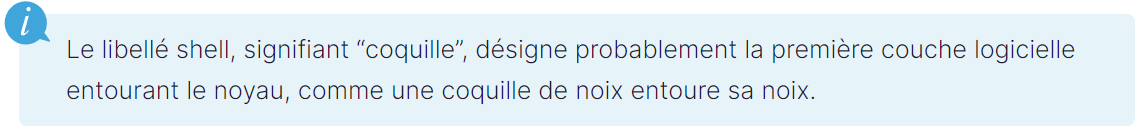 i
Le libellé shell, signifiant “coquille”, désigne probablement la première couche logicielle
entourant le noyau, comme une coquille de noix entoure sa noix.